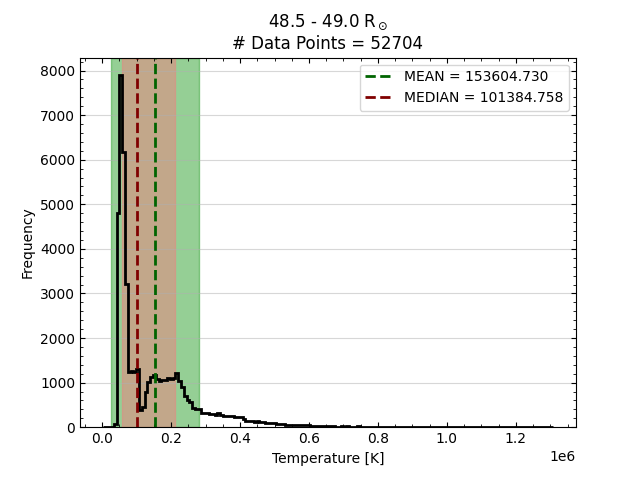 48.5 - 49.0 R⊙
# Data Points = 52704
MEAN = 153604.730
MEDIAN = 101384.758
Frequency
8000
7000
6000
5000
4000
3000
2000
1000
0
0.0 0.2 0.4 0.6 0.8 1.0 1.2
1e6
Temperature [K]